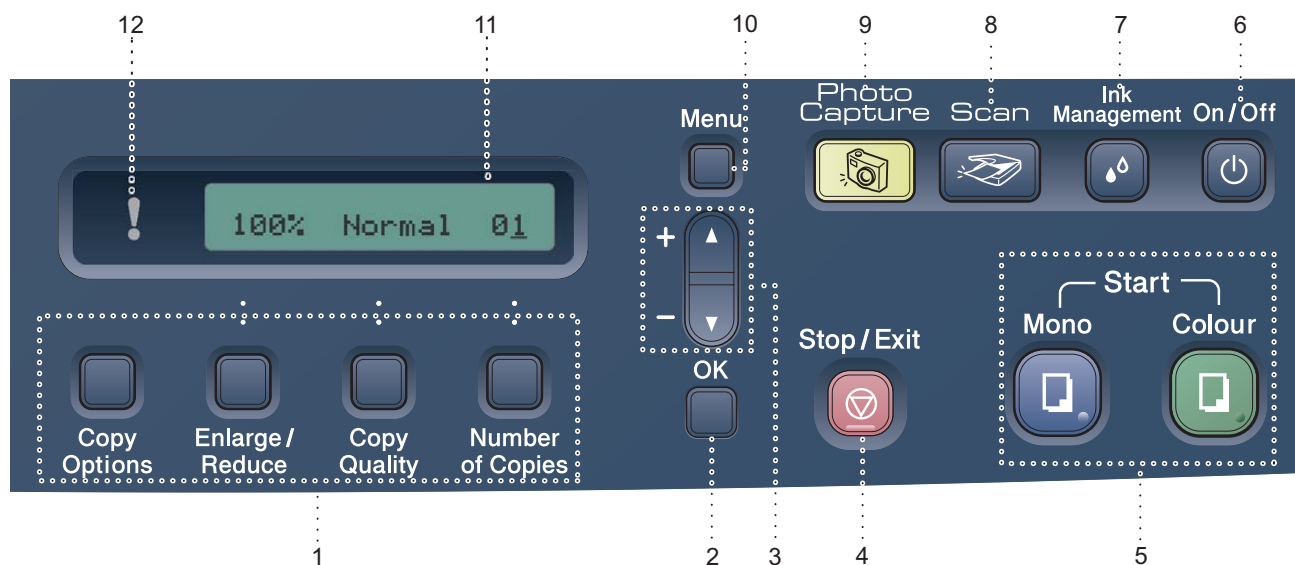 12 11 10 9 8 7 6
Photo Capture
Scan
Ink Management
On/Off
Menu
100% Normal 01
+
−
Start
Mono Colour
Stop/Exit
OK
Copy Options
Enlarge/ Reduce
Copy Quality
Number of Copies
1 2 3 4 5